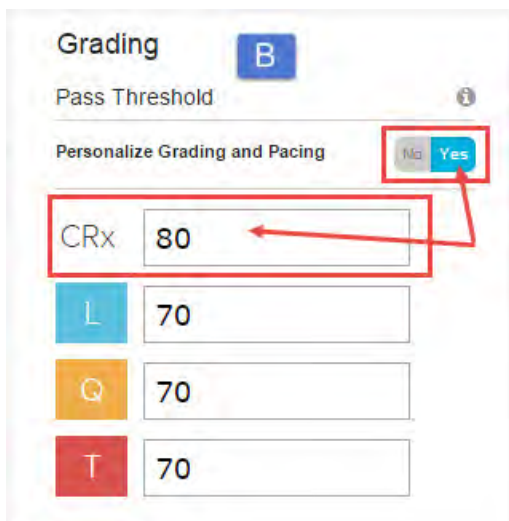 Grading
B
Pass Threshold
Personalize Grading and Pacing
No Yes
CRx 80
L 70
Q 70
T 70